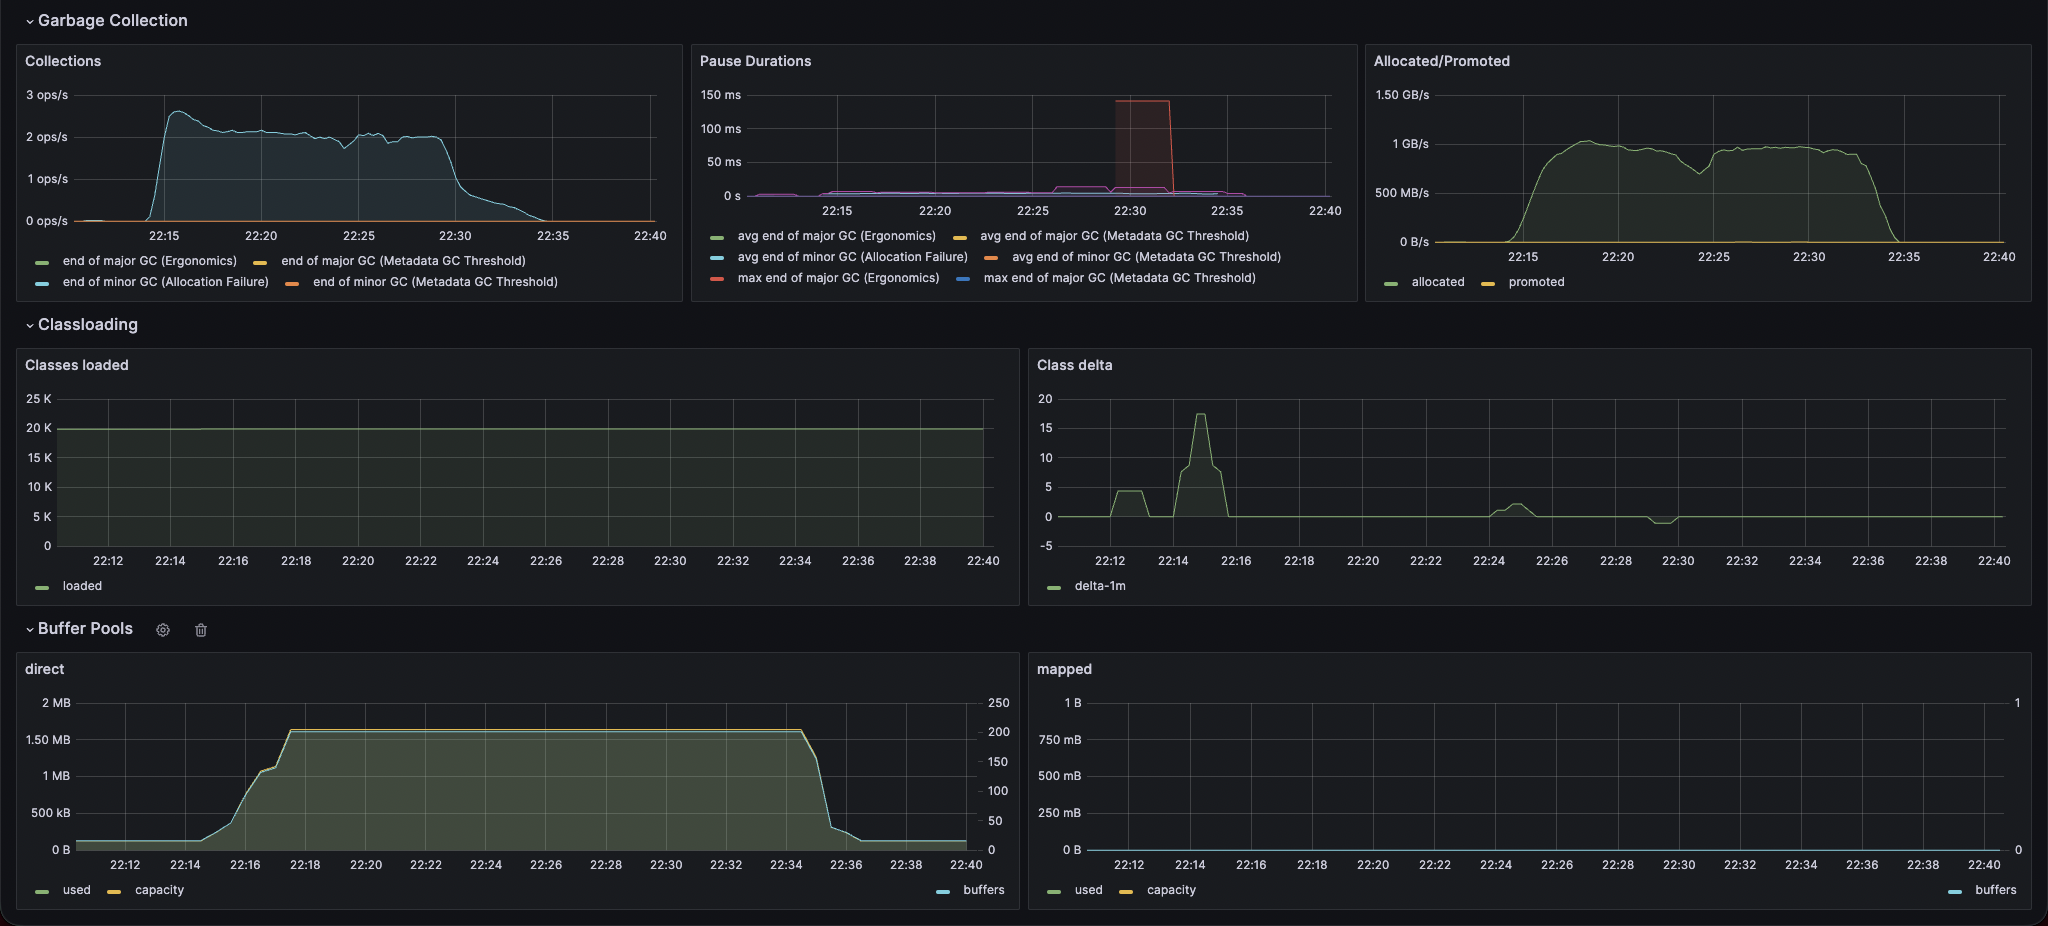 Garbage Collection
Collections
3 ops/s
2 ops/s
1 ops/s
0 ops/s
22:15 22:20 22:25 22:30 22:35 22:40
end of major GC (Ergonomics) end of major GC (Metadata GC Threshold)
end of minor GC (Allocation Failure) end of minor GC (Metadata GC Threshold)
Pause Durations
150 ms
100 ms
50 ms
0 s
22:15 22:20 22:25 22:30 22:35 22:40
avg end of major GC (Ergonomics) avg end of major GC (Metadata GC Threshold)
avg end of minor GC (Allocation Failure) avg end of minor GC (Metadata GC Threshold)
max end of major GC (Ergonomics) max end of major GC (Metadata GC Threshold)
Allocated/Promoted
1.50 GB/s
1 GB/s
500 MB/s
0 B/s
22:15 22:20 22:25 22:30 22:35 22:40
allocated promoted
Classloading
Classes loaded
25 K
20 K
15 K
10 K
5 K
0
22:12 22:14 22:16 22:18 22:20 22:22 22:24 22:26 22:28 22:30 22:32 22:34 22:36 22:38 22:40
loaded
Class delta
20
15
10
5
0
-5
22:12 22:14 22:16 22:18 22:20 22:22 22:24 22:26 22:28 22:30 22:32 22:34 22:36 22:38 22:40
delta-1m
Buffer Pools
direct
2 MB 250
1.50 MB 200
150
1 MB 100
500 kB 50
0 B 0
22:12 22:14 22:16 22:18 22:20 22:22 22:24 22:26 22:28 22:30 22:32 22:34 22:36 22:38 22:40
used capacity buffers
mapped
1 B 1
750 mB
500 mB
250 mB
0 B 0
22:12 22:14 22:16 22:18 22:20 22:22 22:24 22:26 22:28 22:30 22:32 22:34 22:36 22:38 22:40
used capacity buffers